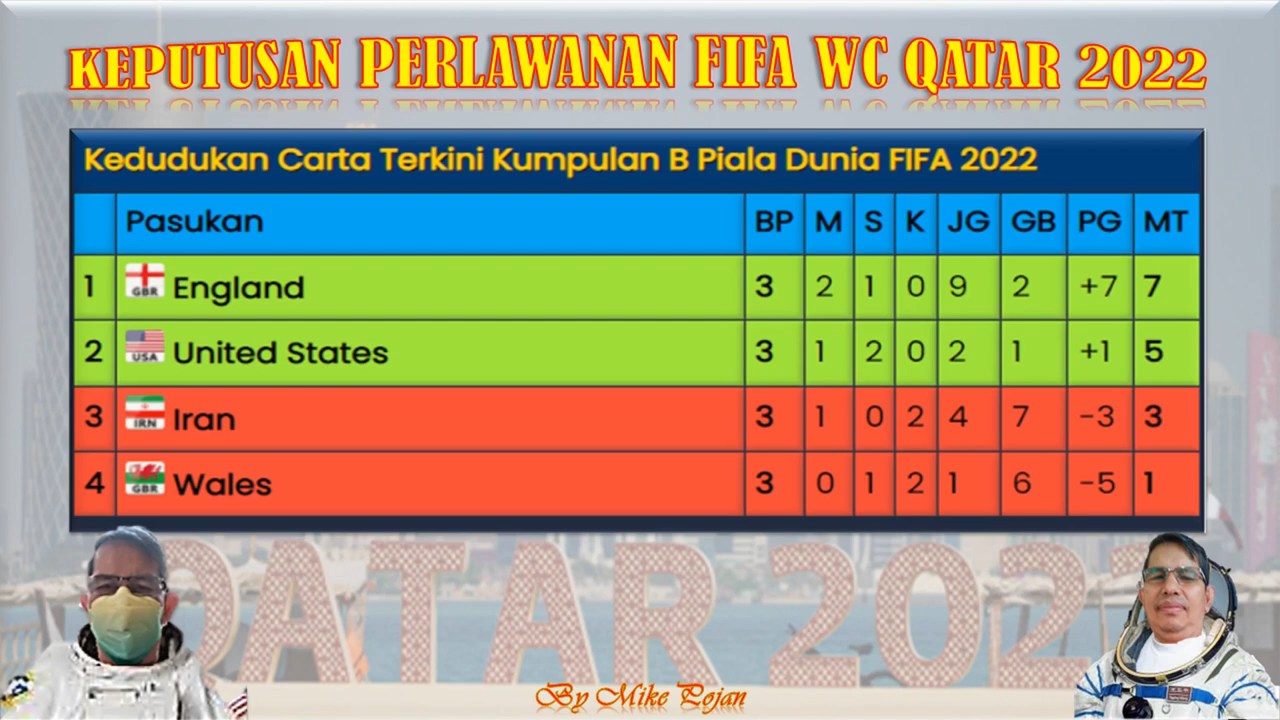 KEPUTUSAN PERLAWANAN FIFA WC QATAR 2022
Kedudukan Carta Terkini Kumpulan B Piala Dunia FIFA 2022
Pasukan BP M S K JG GB PG MT
1 GBR England 3 2 1 0 9 2 +7 7
2 USA United States 3 1 2 0 2 1 +1 5
3 IRN Iran 3 1 0 2 4 7 -3 3
4 GBR Wales 3 0 1 2 1 6 -5 1
QATAR 202
By Mike Pojan